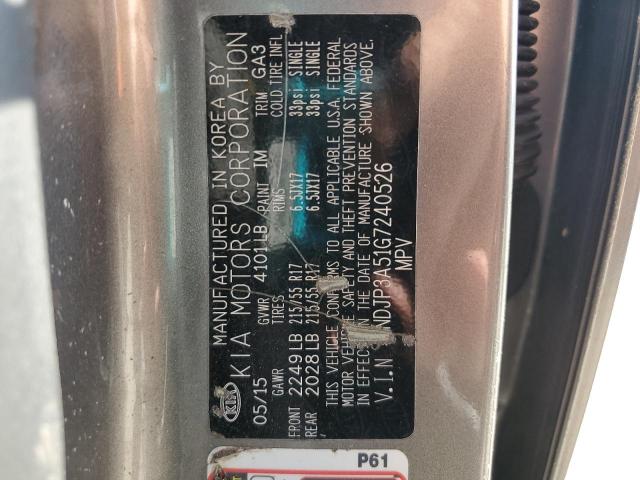 KIA
MANUFACTURED IN KOREA BY
KIA MOTORS CORPORATION
05/15 GVWR 4101LB PAINT IM TRIM GA3
GAWR TIRES RIMS COLD TIRE INFL.
FRONT 2249LB 215/55 R17 6.5JX17 33psi SINGLE
REAR 2028LB 215/55 R17 6.5JX17 33psi SINGLE
THIS VEHICLE CONFORMS TO ALL APPLICABLE U.S.A. FEDERAL
MOTOR VEHICLE SAFETY AND THEFT PREVENTION STANDARDS
IN EFFECT ON THE DATE OF MANUFACTURE SHOWN ABOVE.
V.I.N NDJP3A51G7240526
MPV
P61